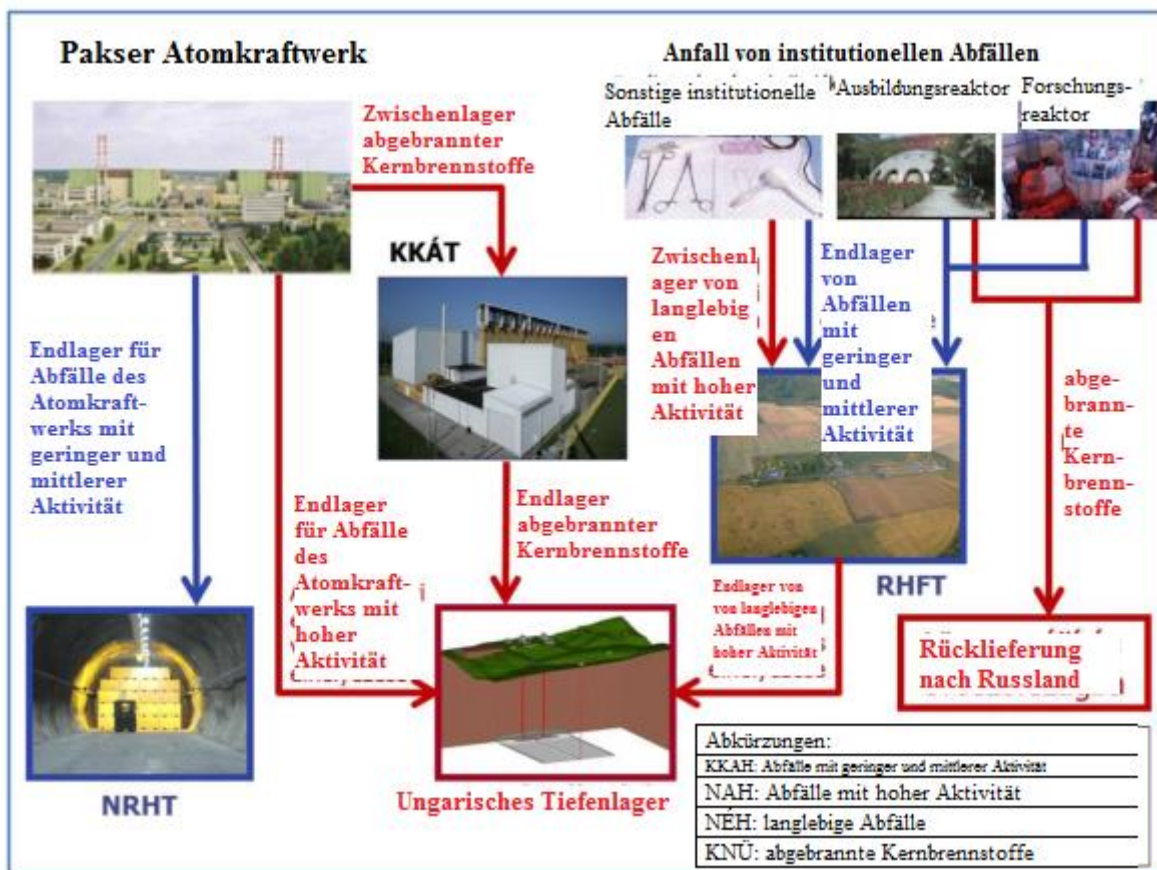 Pakser Atomkraftwerk
Anfall von institutionellen Abfällen
Sonstige institutionelle
Abfälle
Ausbildungsreaktor
Forschungs-
reaktor
Zwischenlager
abgebrannter
Kernbrennstoffe
KKÁT
Zwischenl
ager von
langlebig
en
Abfällen
mit hoher
Aktivität
Endlager
von
Abfällen
mit
geringer
und
mittlerer
Aktivität
Endlager für
Abfälle des
Atomkraft-
werks mit
geringer und
mittlerer
Aktivität
abge-
brann-
te
Kern-
brenn-
stoffe
Endlager
für Abfälle
des
Atomkraft-
werks mit
hoher
Aktivität
Endlager
abgebrannter
Kernbrennstoffe
Endlager von
von langlebigen
Abfällen mit
hoher Aktivität
RHFT
Rücklieferung
nach Russland
NRHT
Ungarisches Tiefenlager
Abkürzungen:
KKAH: Abfälle mit geringer und mittlerer Aktivität
NAH: Abfälle mit hoher Aktivität
NÉH: langlebige Abfälle
KNÜ: abgebrannte Kernbrennstoffe